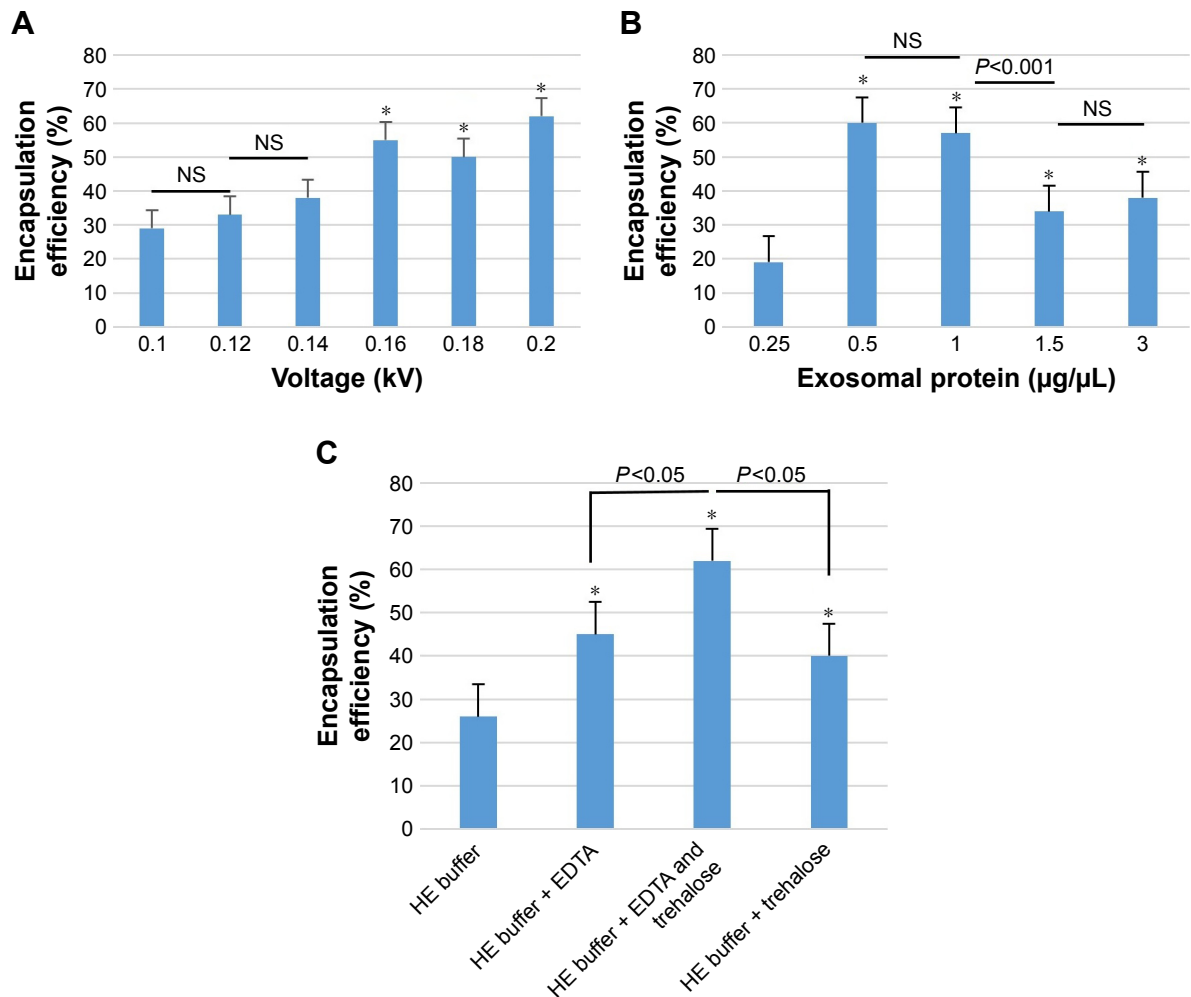 A
Encapsulation
efficiency (%)
80
70
60
50
40
30
20
10
0
NS
NS
*
*
*
0.1 0.12 0.14 0.16 0.18 0.2
Voltage (kV)
B
Encapsulation
efficiency (%)
80
70
60
50
40
30
20
10
0
NS
P<0.001
NS
*
*
*
*
0.25 0.5 1 1.5 3
Exosomal protein (µg/µL)
C
Encapsulation
efficiency (%)
80
70
60
50
40
30
20
10
0
P<0.05 P<0.05
*
*
*
HE buffer
HE buffer + EDTA
HE buffer + EDTA and
trehalose
HE buffer + trehalose